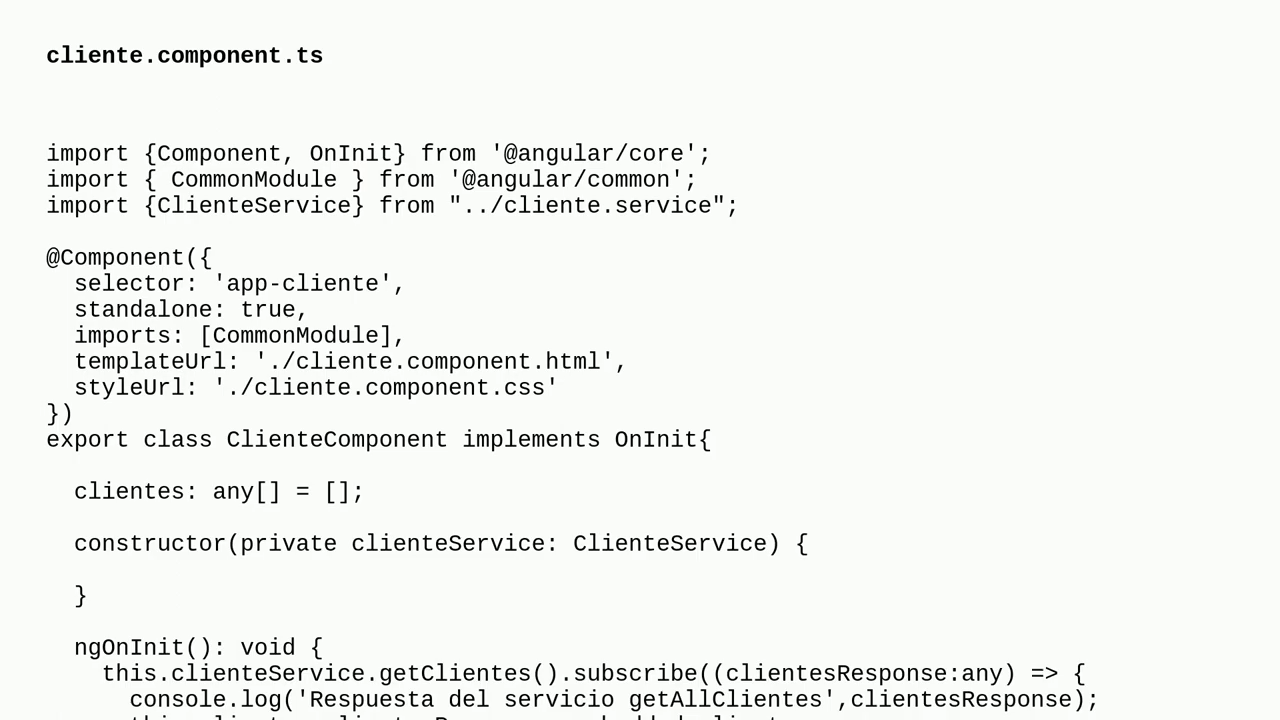 cliente.component.ts
import {Component, OnInit} from '@angular/core';
import { CommonModule } from '@angular/common';
import {ClienteService} from "../cliente.service";
@Component({
selector: 'app-cliente',
standalone: true,
imports: [CommonModule],
templateUrl: './cliente.component.html',
styleUrl: './cliente.component.css'
})
export class ClienteComponent implements OnInit{
clientes: any[] = [];
constructor(private clienteService: ClienteService) {
}
ngOnInit(): void {
this.clienteService.getClientes().subscribe((clientesResponse:any) => {
console.log('Respuesta del servicio getAllClientes',clientesResponse);